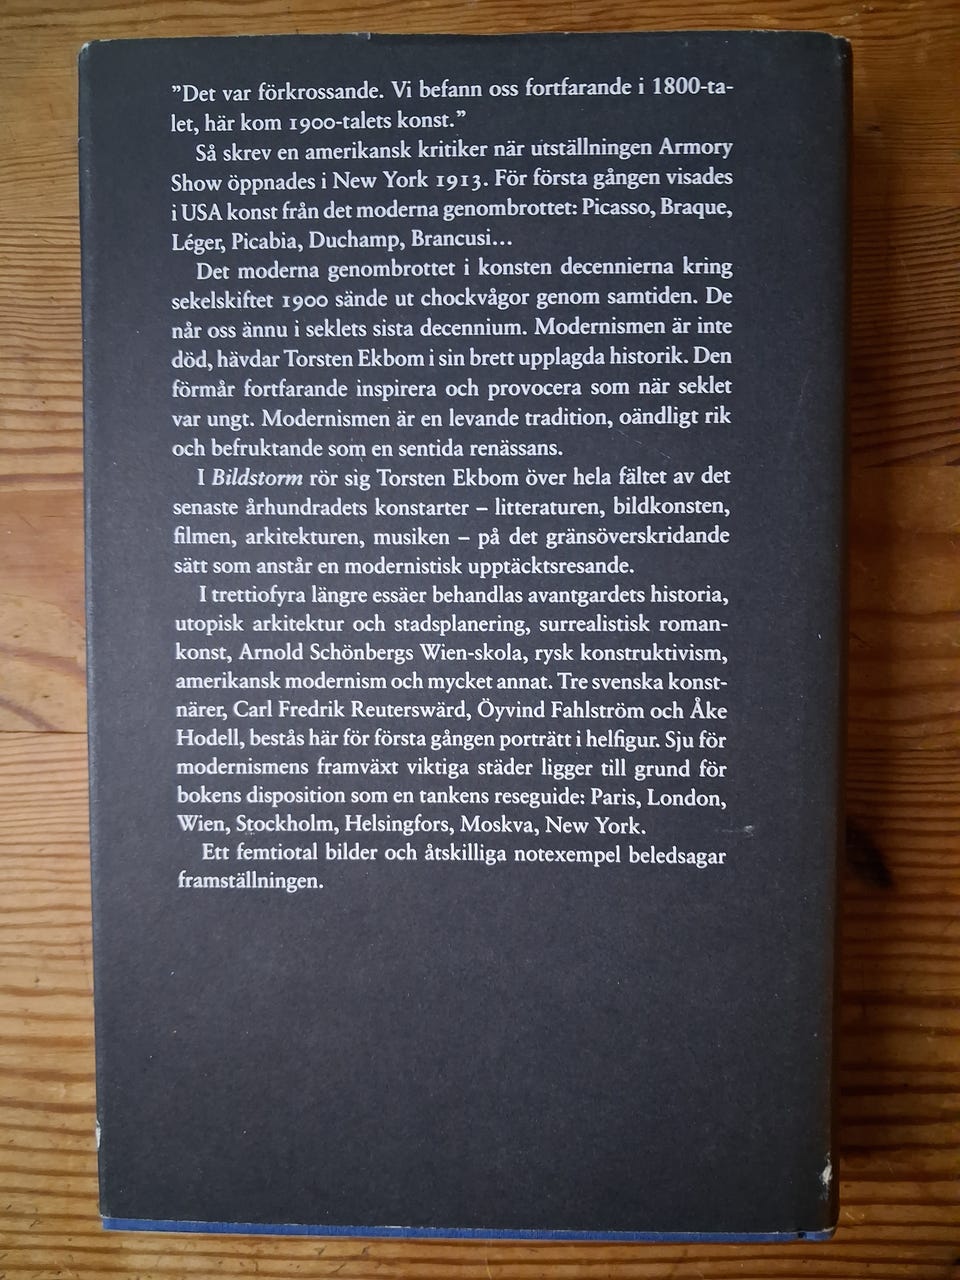 ”Det var förkrossande. Vi befann oss fortfarande i 1800-ta-
let, här kom 1900-talets konst.”
Så skrev en amerikansk kritiker när utställningen Armory
Show öppnades i New York 1913. För första gången visades
i USA konst från det moderna genombrottet: Picasso, Braque,
Léger, Picabia, Duchamp, Brancusi...
Det moderna genombrottet i konsten decennierna kring
sekelskiftet 1900 sände ut chockvågor genom samtiden. De
når oss ännu i seklets sista decennium. Modernismen är inte
död, hävdar Torsten Ekbom i sin brett upplagda historik. Den
förmår fortfarande inspirera och provocera som när seklet
var ungt. Modernismen är en levande tradition, oändligt rik
och befruktande som en sentida renässans.
I Bildstorm rör sig Torsten Ekbom över hela fältet av det
senaste århundradets konstarter – litteraturen, bildkonsten,
filmen, arkitekturen, musiken – på det gränsöverskridande
sätt som anstår en modernistisk upptäcktsresande.
I trettiofyra längre essäer behandlas avantgardets historia,
utopisk arkitektur och stadsplanering, surrealistisk roman-
konst, Arnold Schönbergs Wien-skola, rysk konstruktivism,
amerikansk modernism och mycket annat. Tre svenska konst-
närer, Carl Fredrik Reuterswärd, Öyvind Fahlström och Åke
Hodell, bestås här för första gången porträtt i helfigur. Sju för
modernismens framväxt viktiga städer ligger till grund för
bokens disposition som en tankens reseguide: Paris, London,
Wien, Stockholm, Helsingfors, Moskva, New York.
Ett femtiotal bilder och åtskilliga notexempel beledsagar
framställningen.